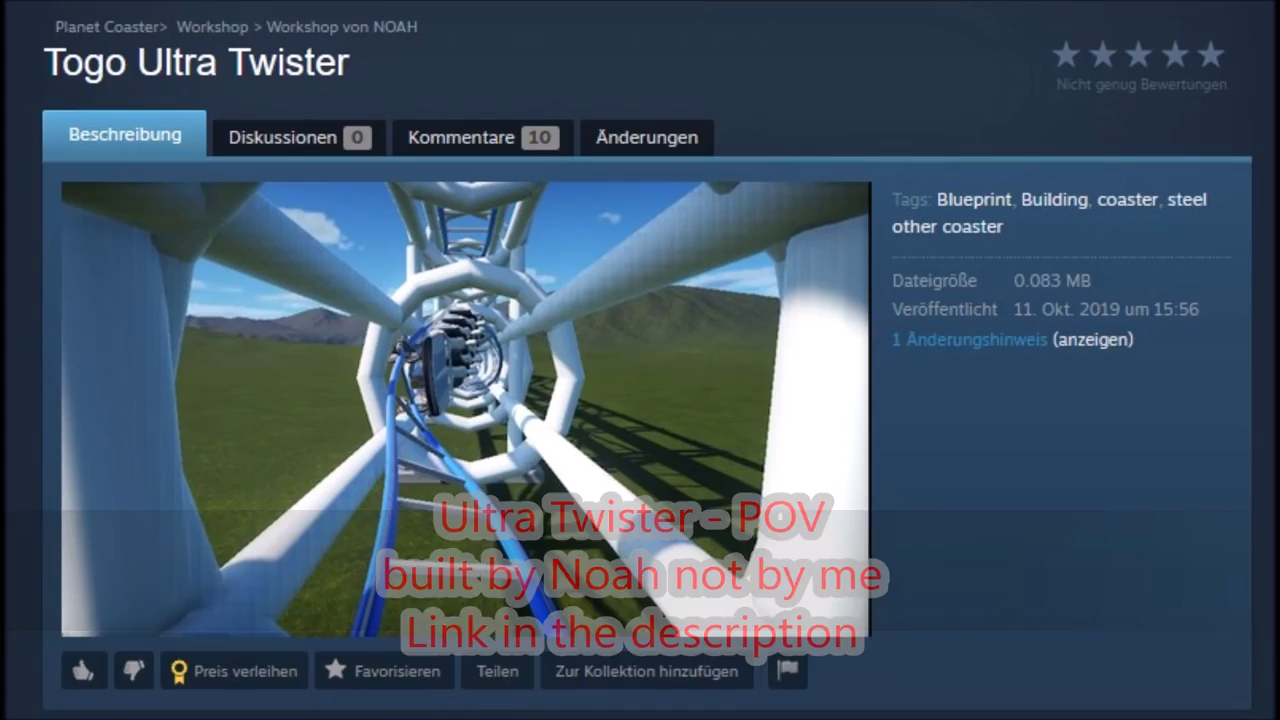 Planet Coaster> Workshop > Workshop von NOAH
Togo Ultra Twister
Nicht genug Bewertungen
Beschreibung
Diskussionen 0
Kommentare 10
Änderungen
Tags: Blueprint, Building, coaster, steel
other coaster
Dateigröße 0.083 MB
Veröffentlicht 11. Okt. 2019 um 15:56
1 Änderungshinweis (anzeigen)
Ultra Twister - POV
built by Noah not by me
Link in the description
Preis verleihen
Favorisieren
Teilen
Zur Kollektion hinzufügen